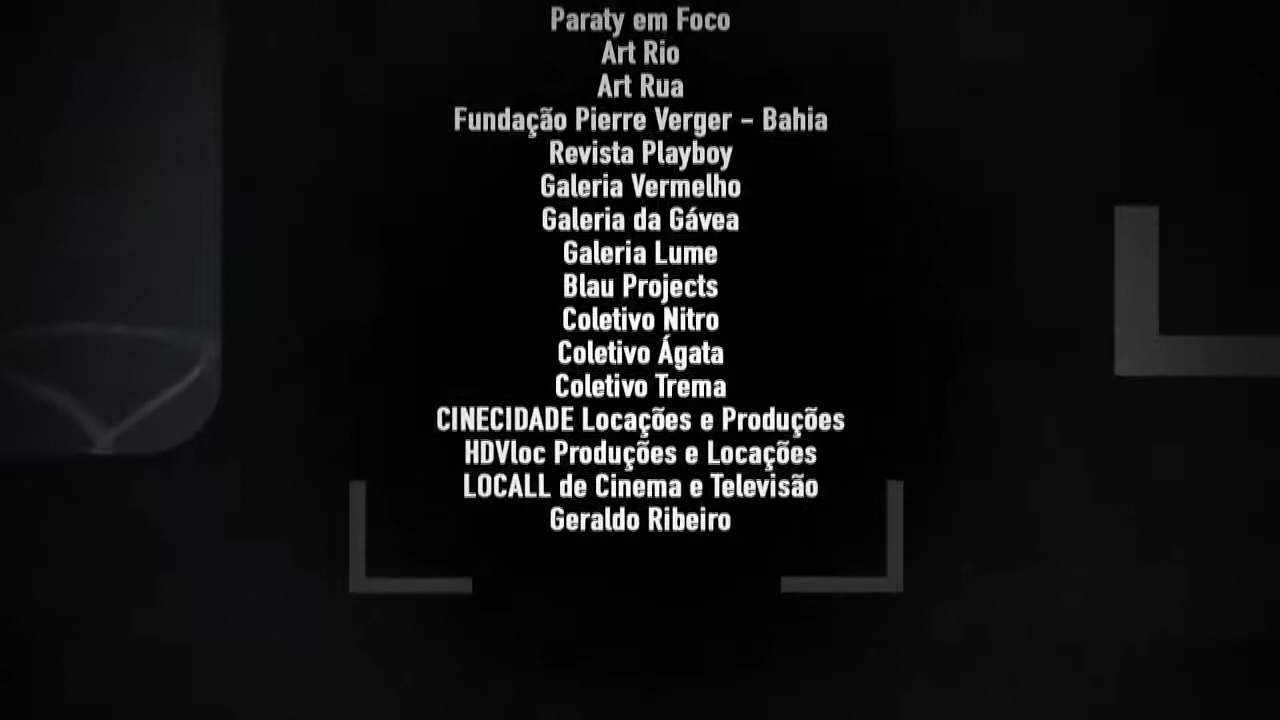 Paraty em Foco
Art Rio
Art Rua
Fundação Pierre Verger - Bahia
Revista Playboy
Galeria Vermelho
Galeria da Gávea
Galeria Lume
Blau Projects
Coletivo Nitro
Coletivo Ágata
Coletivo Trema
CINECIDADE Locações e Produções
HDVloc Produções e Locações
LOCALL de Cinema e Televisão
Geraldo Ribeiro